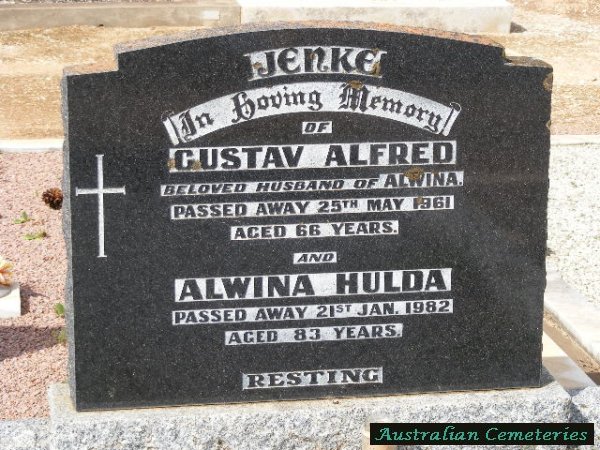 JENKE
In Loving Memory
OF
GUSTAV ALFRED
BELOVED HUSBAND OF ALWINA.
PASSED AWAY 25TH MAY 1961
AGED 66 YEARS.
AND
ALWINA HULDA
PASSED AWAY 21ST JAN. 1982
AGED 83 YEARS.
RESTING
Australian Cemeteries